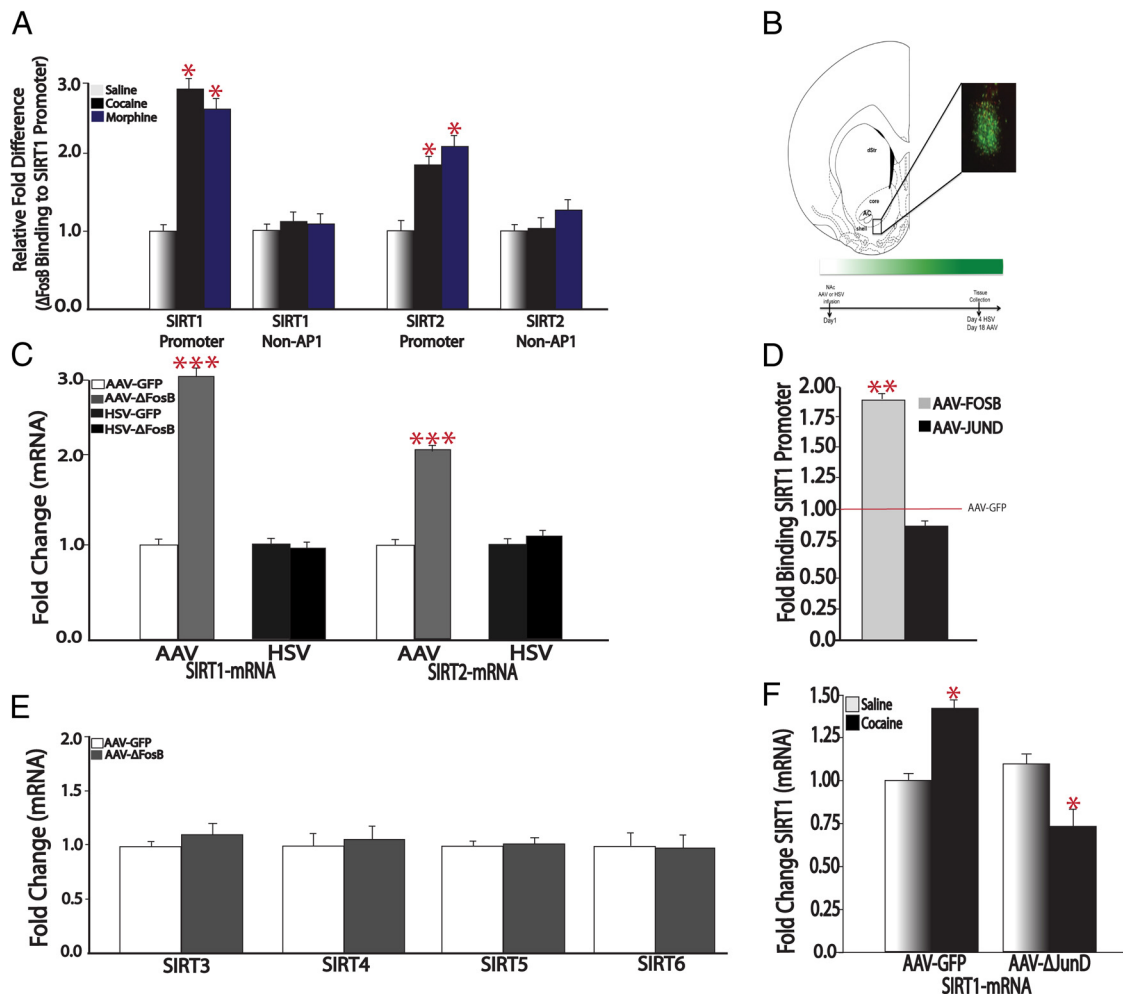 A
Relative Fold Difference
(ΔFosB Binding to SIRT1 Promoter)
3.0
2.0
1.0
0.0
Saline
Cocaine
Morphine
*
*
*
*
SIRT1
Promoter
SIRT1
Non-AP1
SIRT2
Promoter
SIRT2
Non-AP1
B
dStr
core
AC
shell
NAc
AAV or HSV
infusion
Day1
Tissue
Collection
Day 4 HSV
Day 18 AAV
C
Fold Change (mRNA)
3.0
2.0
1.0
0.0
AAV-GFP
AAV-ΔFosB
HSV-GFP
HSV-ΔFosB
***
***
AAV
HSV
AAV
HSV
SIRT1-mRNA
SIRT2-mRNA
D
Fold Binding SIRT1 Promoter
2.00
1.75
1.50
1.25
1.00
0.75
0.50
0.25
0.00
**
AAV-FOSB
AAV-JUND
AAV-GFP
E
Fold Change (mRNA)
2.0
1.5
1.0
0.5
0.0
AAV-GFP
AAV-ΔFosB
SIRT3
SIRT4
SIRT5
SIRT6
F
Fold Change SIRT1 (mRNA)
1.50
1.25
1.00
0.75
0.50
0.25
0.0
Saline
Cocaine
*
*
AAV-GFP
AAV-ΔJunD
SIRT1-mRNA